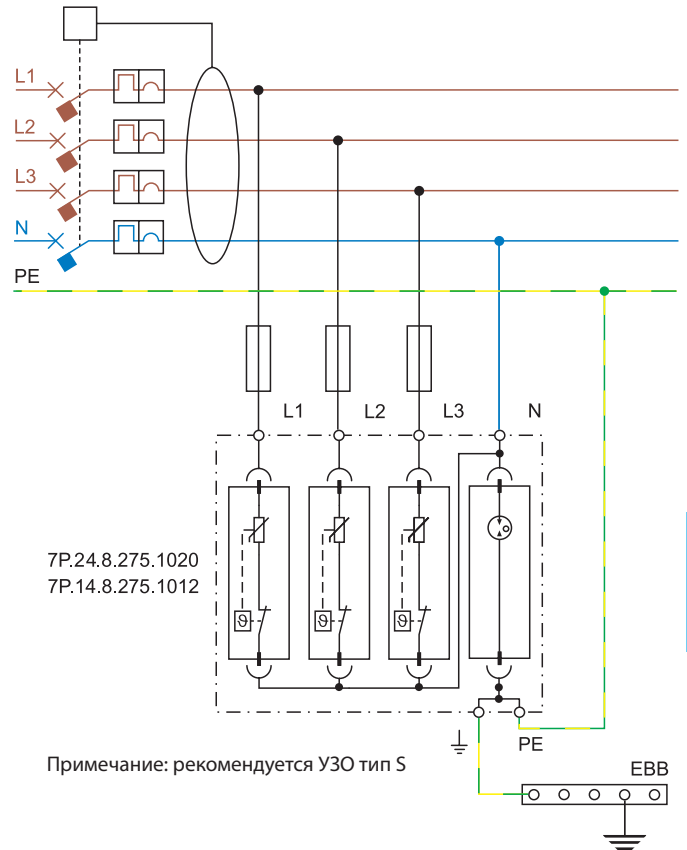 L1
L2
L3
N
PE
L1 L2 L3 N
7P.24.8.275.1020
7P.14.8.275.1012
ϑ ϑ ϑ
PE
Примечание: рекомендуется УЗО тип S
EBB